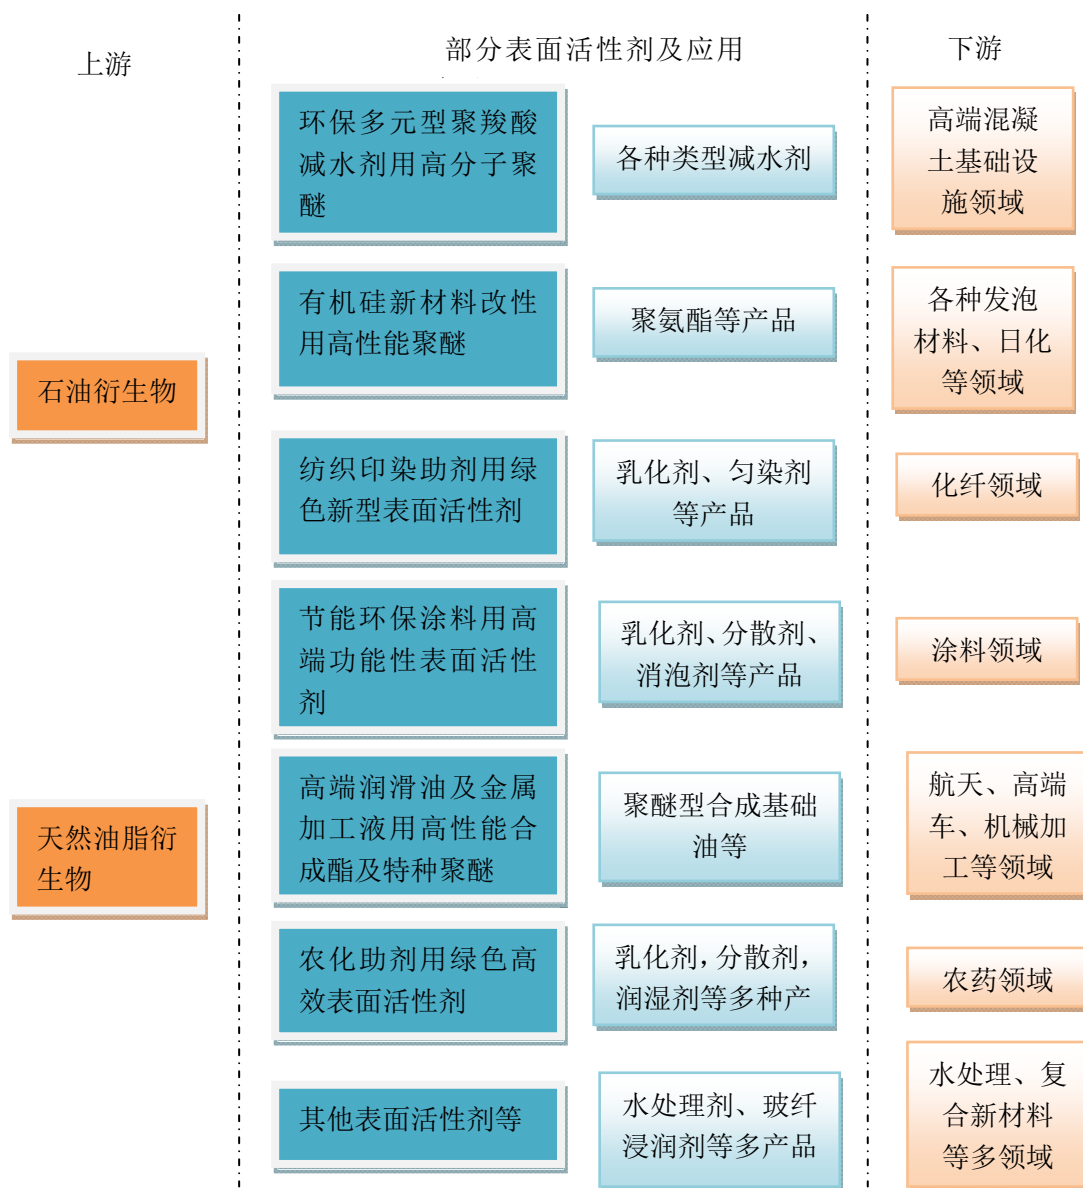 上游
部分表面活性剂及应用
下游
环保多元型聚羧酸
减水剂用高分子聚
醚
各种类型减水剂
高端混凝
土基础设
施领域
有机硅新材料改性
用高性能聚醚
聚氨酯等产品
各种发泡
材料、日化
等领域
石油衍生物
纺织印染助剂用绿
色新型表面活性剂
乳化剂、匀染剂
等产品
化纤领域
节能环保涂料用高
端功能性表面活性
剂
乳化剂、分散剂、
消泡剂等产品
涂料领域
天然油脂衍
生物
高端润滑油及金属
加工液用高性能合
成酯及特种聚醚
聚醚型合成基础
油等
航天、高端
车、机械加
工等领域
农化助剂用绿色高
效表面活性剂
乳化剂，分散剂，
润湿剂等多种产
农药领域
其他表面活性剂等
水处理剂、玻纤
浸润剂等多产品
水处理、复
合新材料
等多领域